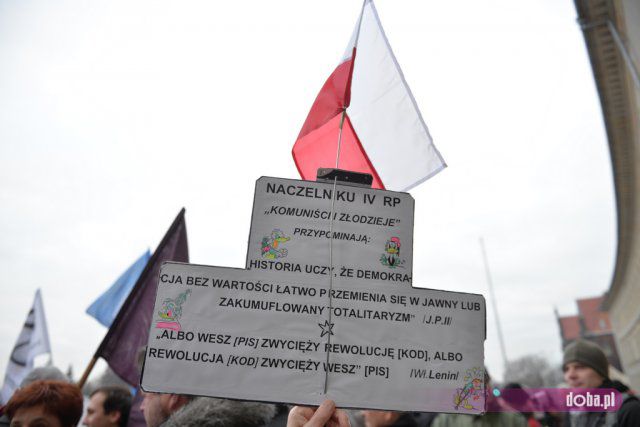 NACZELNIKU IV RP
„KOMUNIŚCI I ZŁODZIEJE”
PRZYPOMINAJĄ:
„HISTORIA UCZY, ŻE DEMOKRA-
CJA BEZ WARTOŚCI ŁATWO PRZEMIENIA SIĘ W JAWNY LUB
ZAKUMUFLOWANY TOTALITARYZM” /J.P.II/
„ALBO WESZ [PIS] ZWYCIĘŻY REWOLUCJĘ [KOD], ALBO
REWOLUCJA [KOD] ZWYCIĘŻY WESZ” [PIS] /Wł.Lenin/
doba.pl